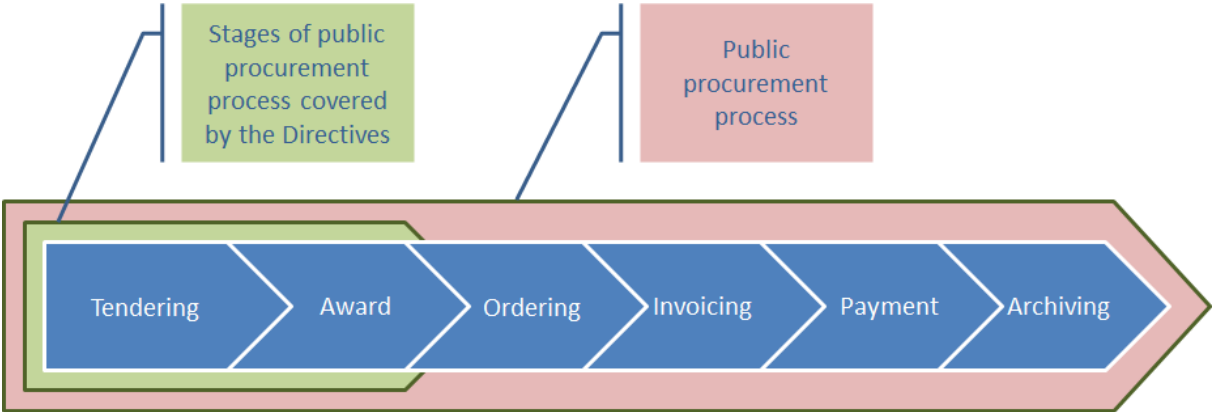 Stages of public
procurement
process covered
by the Directives
Public
procurement
process
Tendering
Award
Ordering
Invoicing
Payment
Archiving